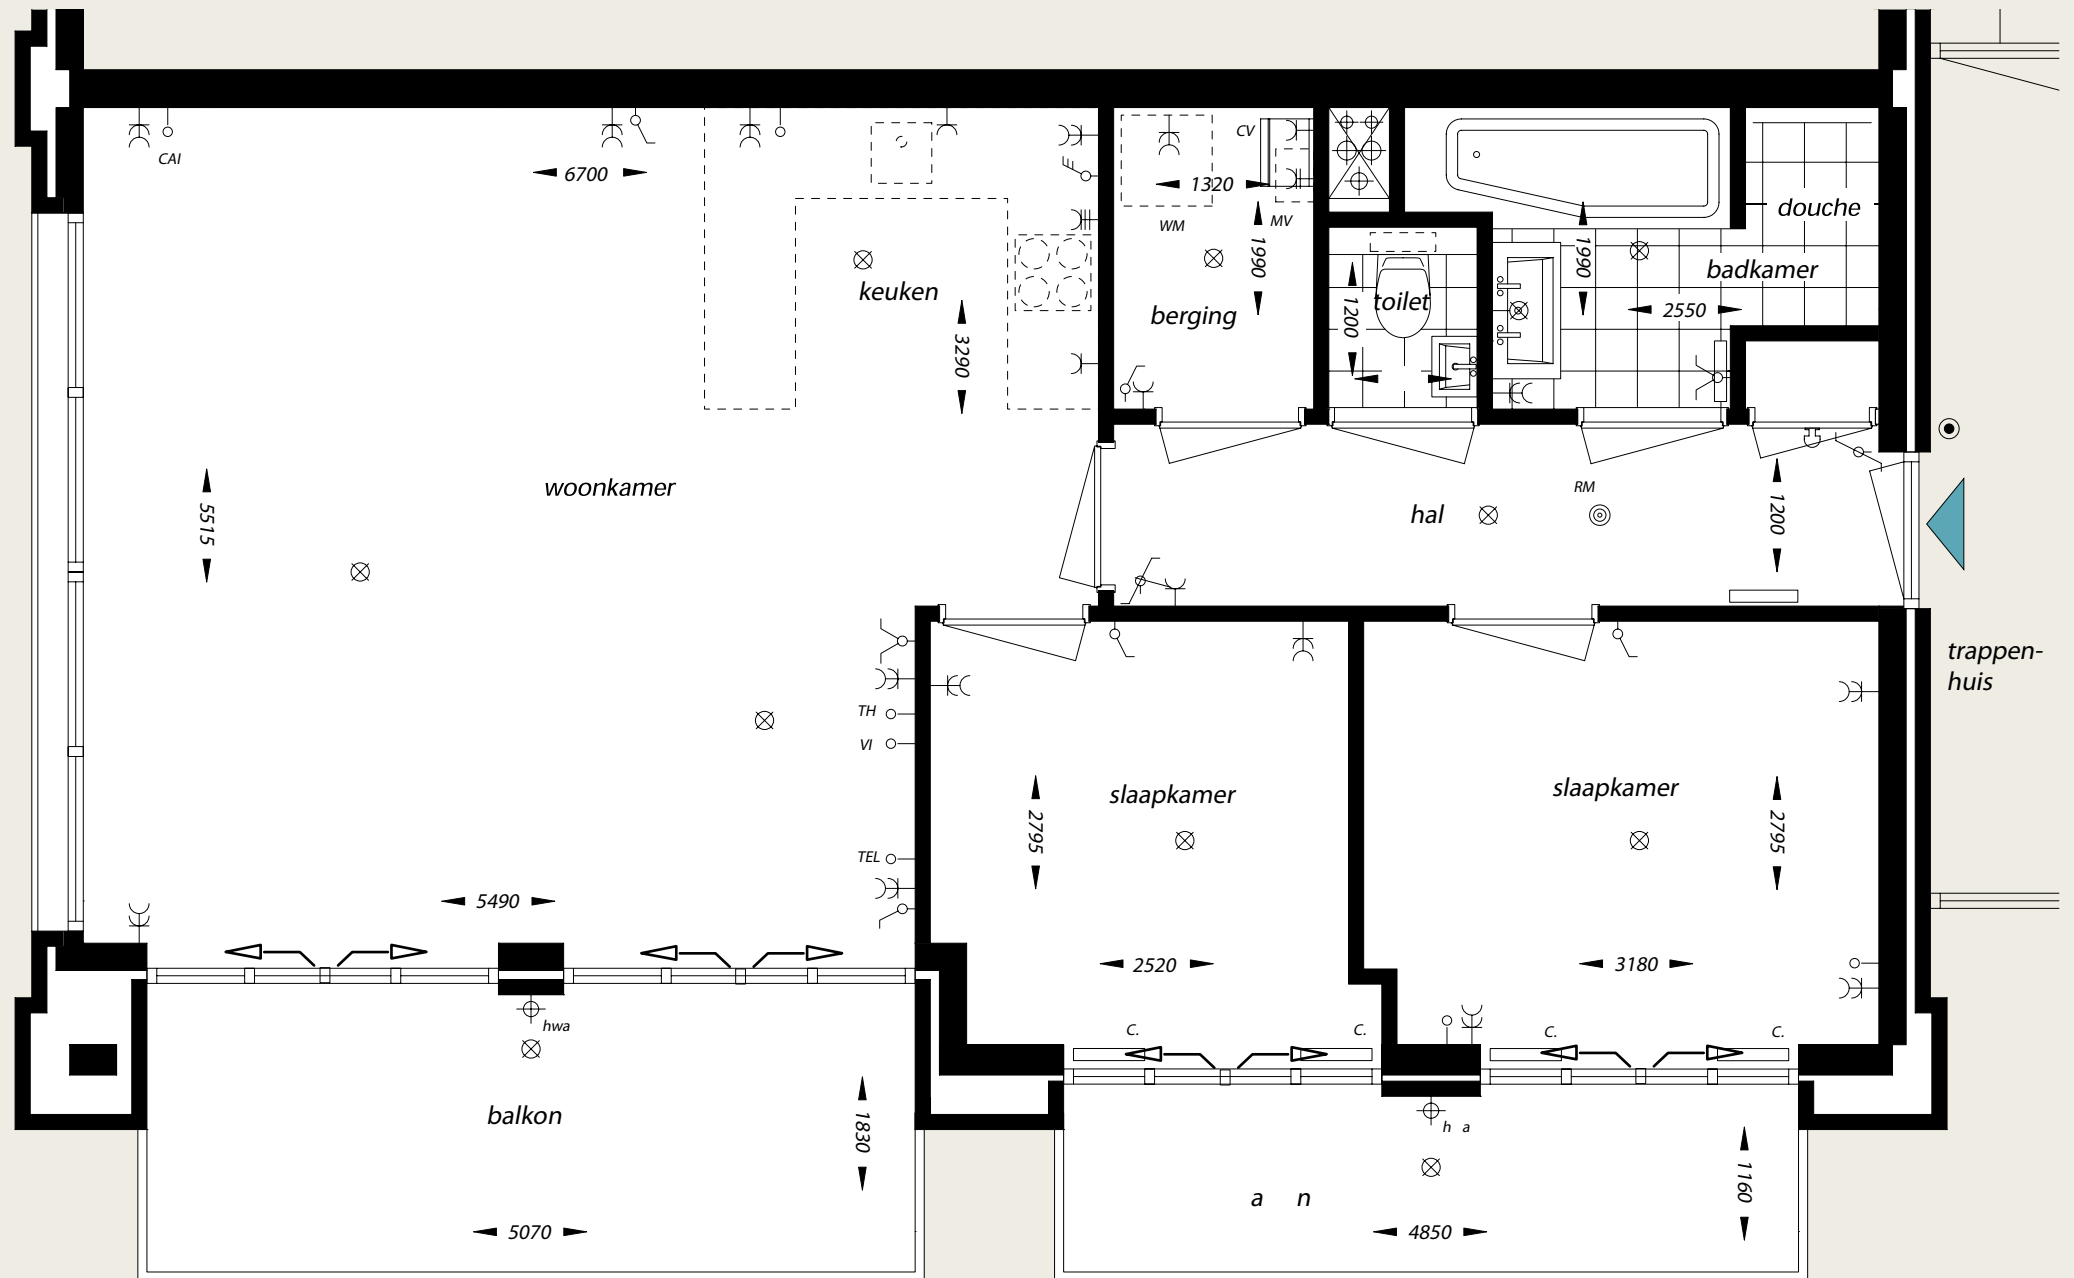 CAI
6700
CV
1320
WM
MV
1990
1990
douche
badkamer
keuken
berging
toilet
1200
2550
3290
woonkamer
5515
RM
hal
1200
trappen-
huis
TH
VI
slaapkamer
slaapkamer
2795
2795
TEL
5490
2520
3180
C.
C.
C.
C.
hwa
balkon
1830
h a
a n
1160
5070
4850